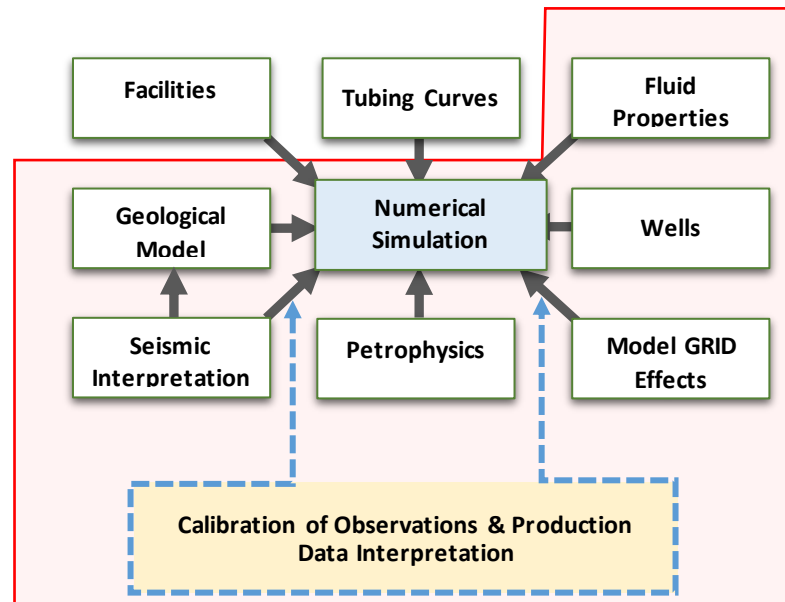 Facilities
Tubing Curves
Fluid
Properties
Geological
Model
Numerical
Simulation
Wells
Seismic
Interpretation
Petrophysics
Model GRID
Effects
Calibration of Observations & Production
Data Interpretation